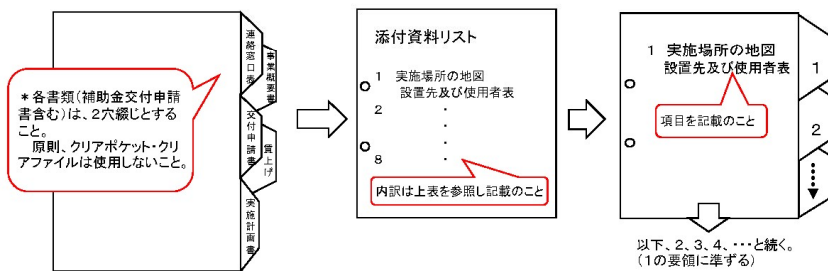 *各書類(補助金交付申請
書含む)は、2穴綴じとする
こと。
原則、クリアポケット・クリ
アファイルは使用しないこと。
連絡窓口表
事業概要書
交付申請書
賃上げ
実施計画書
添付資料リスト
1 実施場所の地図
設置先及び使用者表
2 ・
・
・
8 ・
内訳は上表を参照し記載のこと
1 実施場所の地図
設置先及び使用者表
項目を記載のこと
1
2
以下、2、3、4、・・・と続く。
(1の要領に準ずる)